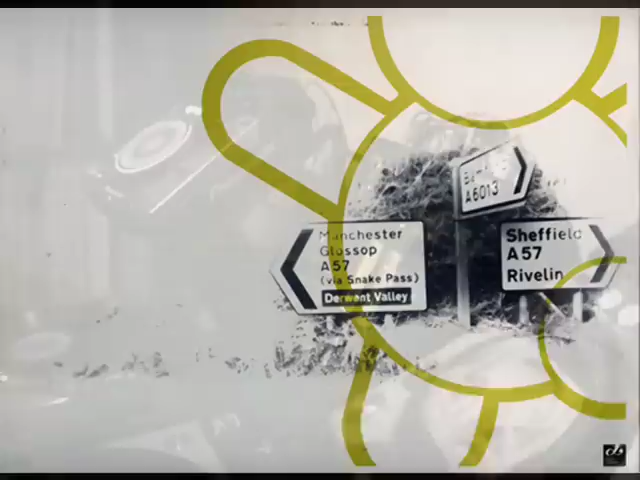 A6013
Manchester
Glossop
A57
(via Snake Pass)
Derwent Valley
Sheffield
A57
Rivelin